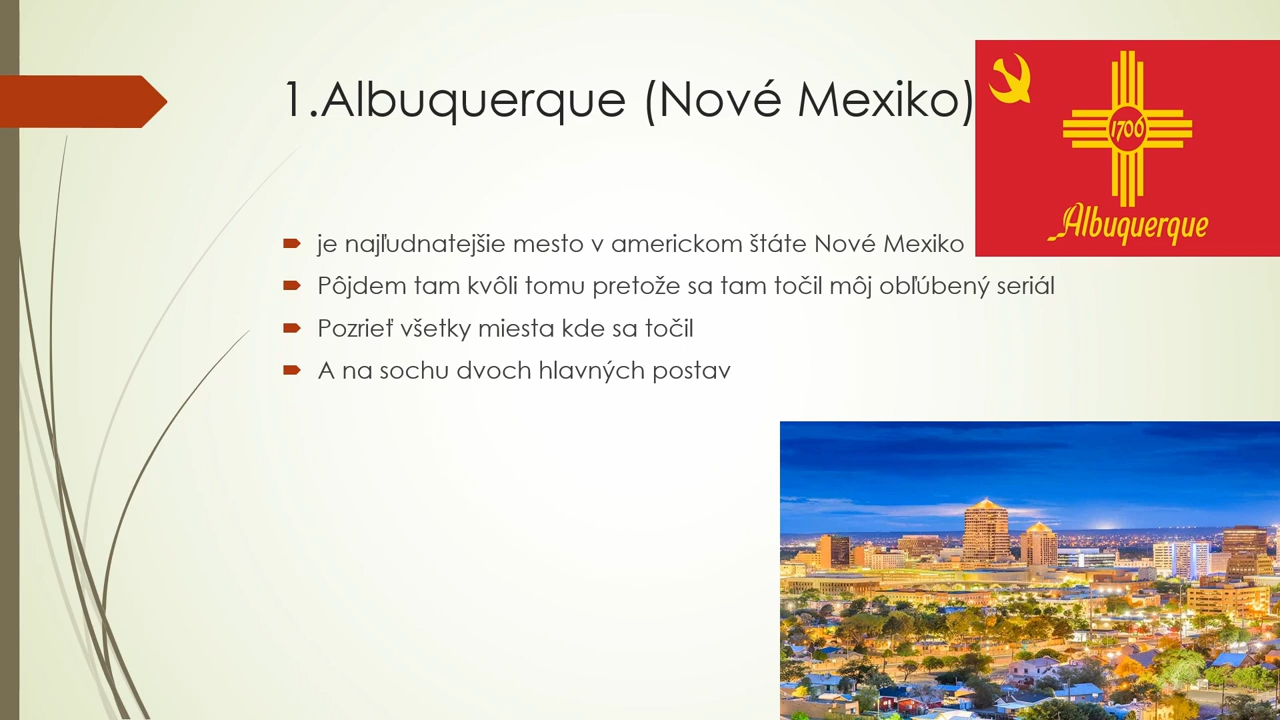 1.Albuquerque (Nové Mexiko)
1706
Albuquerque
je najľudnatejšie mesto v americkom štáte Nové Mexiko
Pôjdem tam kvôli tomu pretože sa tam točil môj obľúbený seriál
Pozrieť všetky miesta kde sa točil
A na sochu dvoch hlavných postav